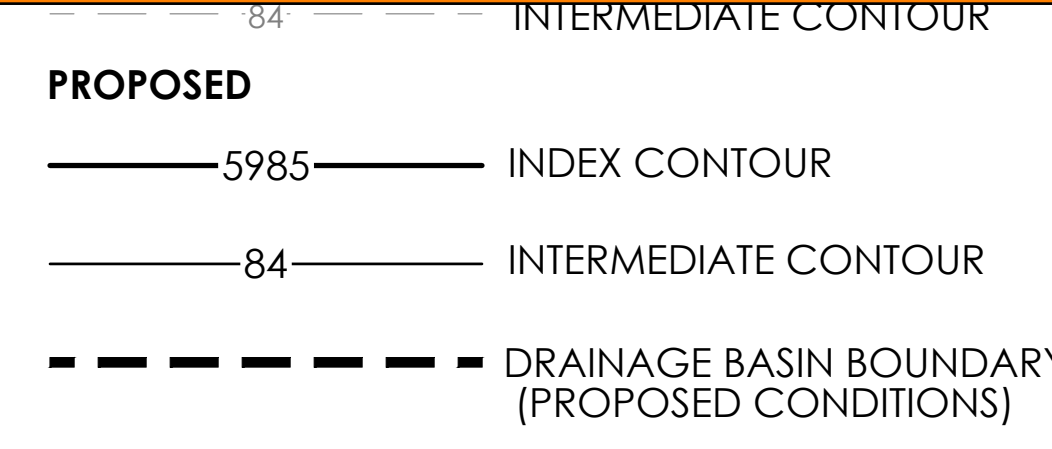 84 INTERMEDIATE CONTOUR
PROPOSED
5985 INDEX CONTOUR
84 INTERMEDIATE CONTOUR
DRAINAGE BASIN BOUNDARY
(PROPOSED CONDITIONS)